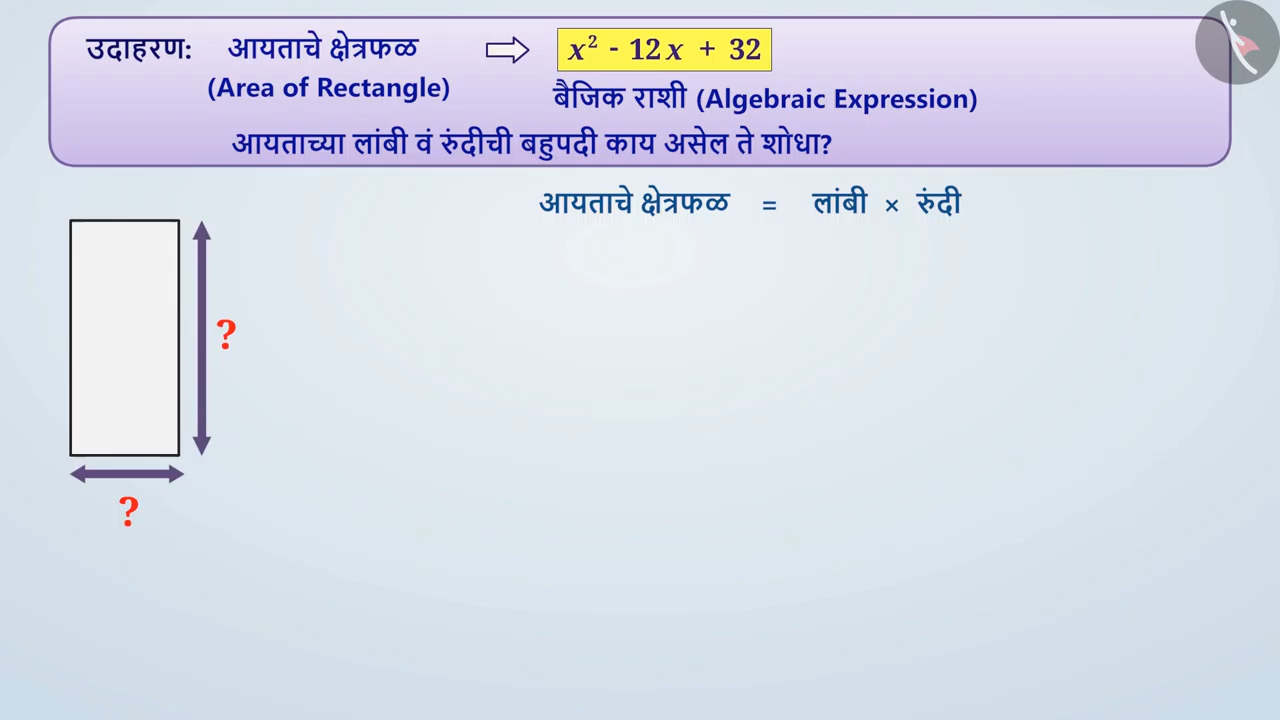 उदाहरण: आयताचे क्षेत्रफळ ⇨ x² - 12x + 32
(Area of Rectangle) बैजिक राशी (Algebraic Expression)
आयताच्या लांबी वं रुंदीची बहुपदी काय असेल ते शोधा?
आयताचे क्षेत्रफळ = लांबी × रुंदी
?
?